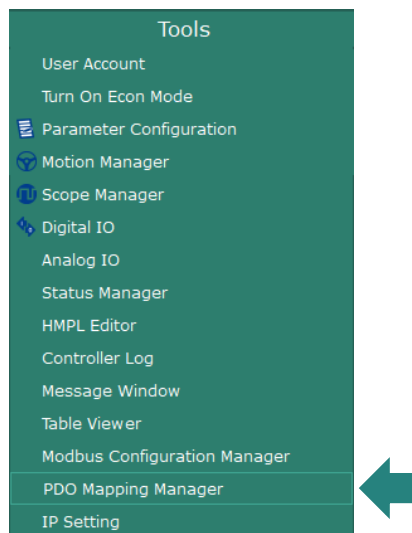 Tools
User Account
Turn On Econ Mode
Parameter Configuration
Motion Manager
Scope Manager
Digital IO
Analog IO
Status Manager
HMPL Editor
Controller Log
Message Window
Table Viewer
Modbus Configuration Manager
PDO Mapping Manager
IP Setting